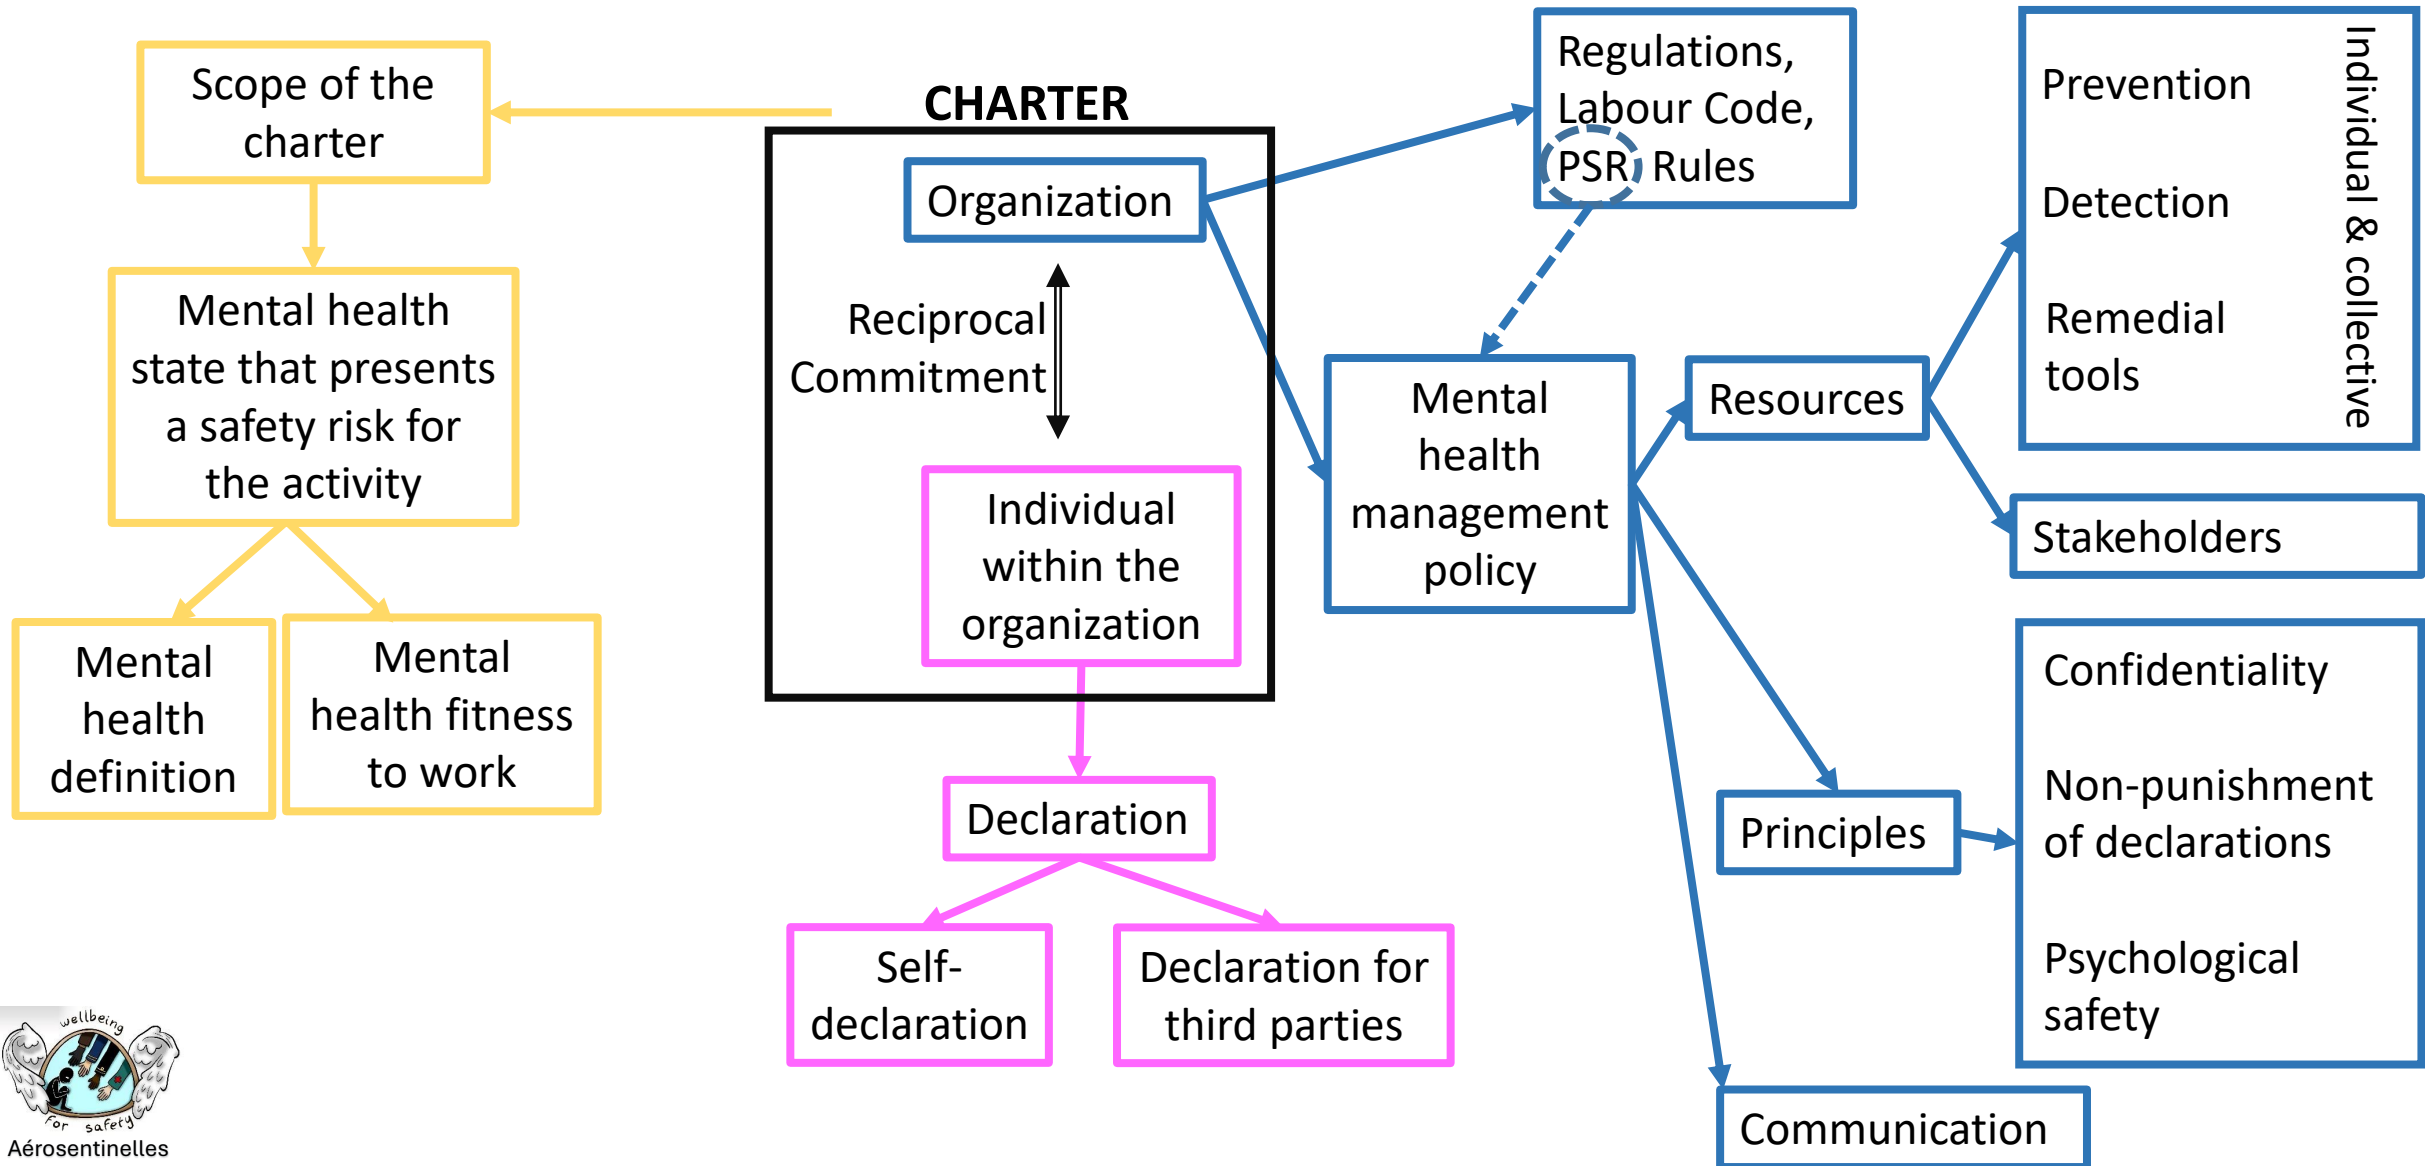 CHARTER
Scope of the
charter
Mental health
state that presents
a safety risk for
the activity
Mental
health
definition
Mental
health fitness
to work
Organization
Reciprocal
Commitment
Individual
within the
organization
Declaration
Self-
declaration
Declaration for
third parties
Regulations,
Labour Code,
PSR Rules
Mental
health
management
policy
Resources
Prevention
Detection
Remedial
tools
Individual & collective
Stakeholders
Principles
Confidentiality
Non-punishment
of declarations
Psychological
safety
Communication
wellbeing
for safety
Aérosentinelles